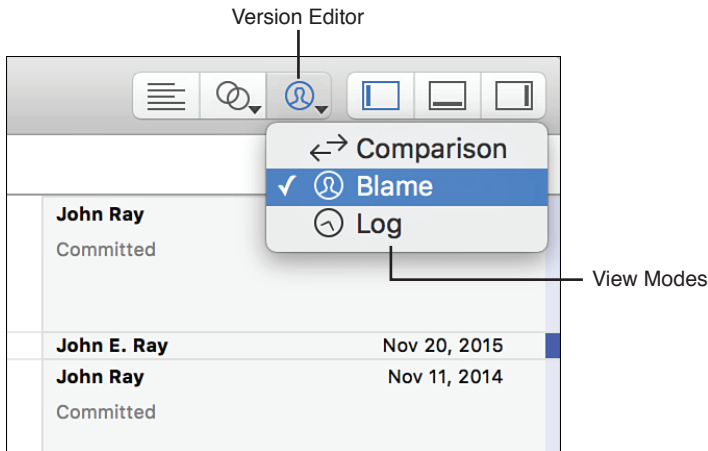 Version Editor
Comparison
Blame
Log
View Modes
John Ray
Committed
John E. Ray Nov 20, 2015
John Ray Nov 11, 2014
Committed